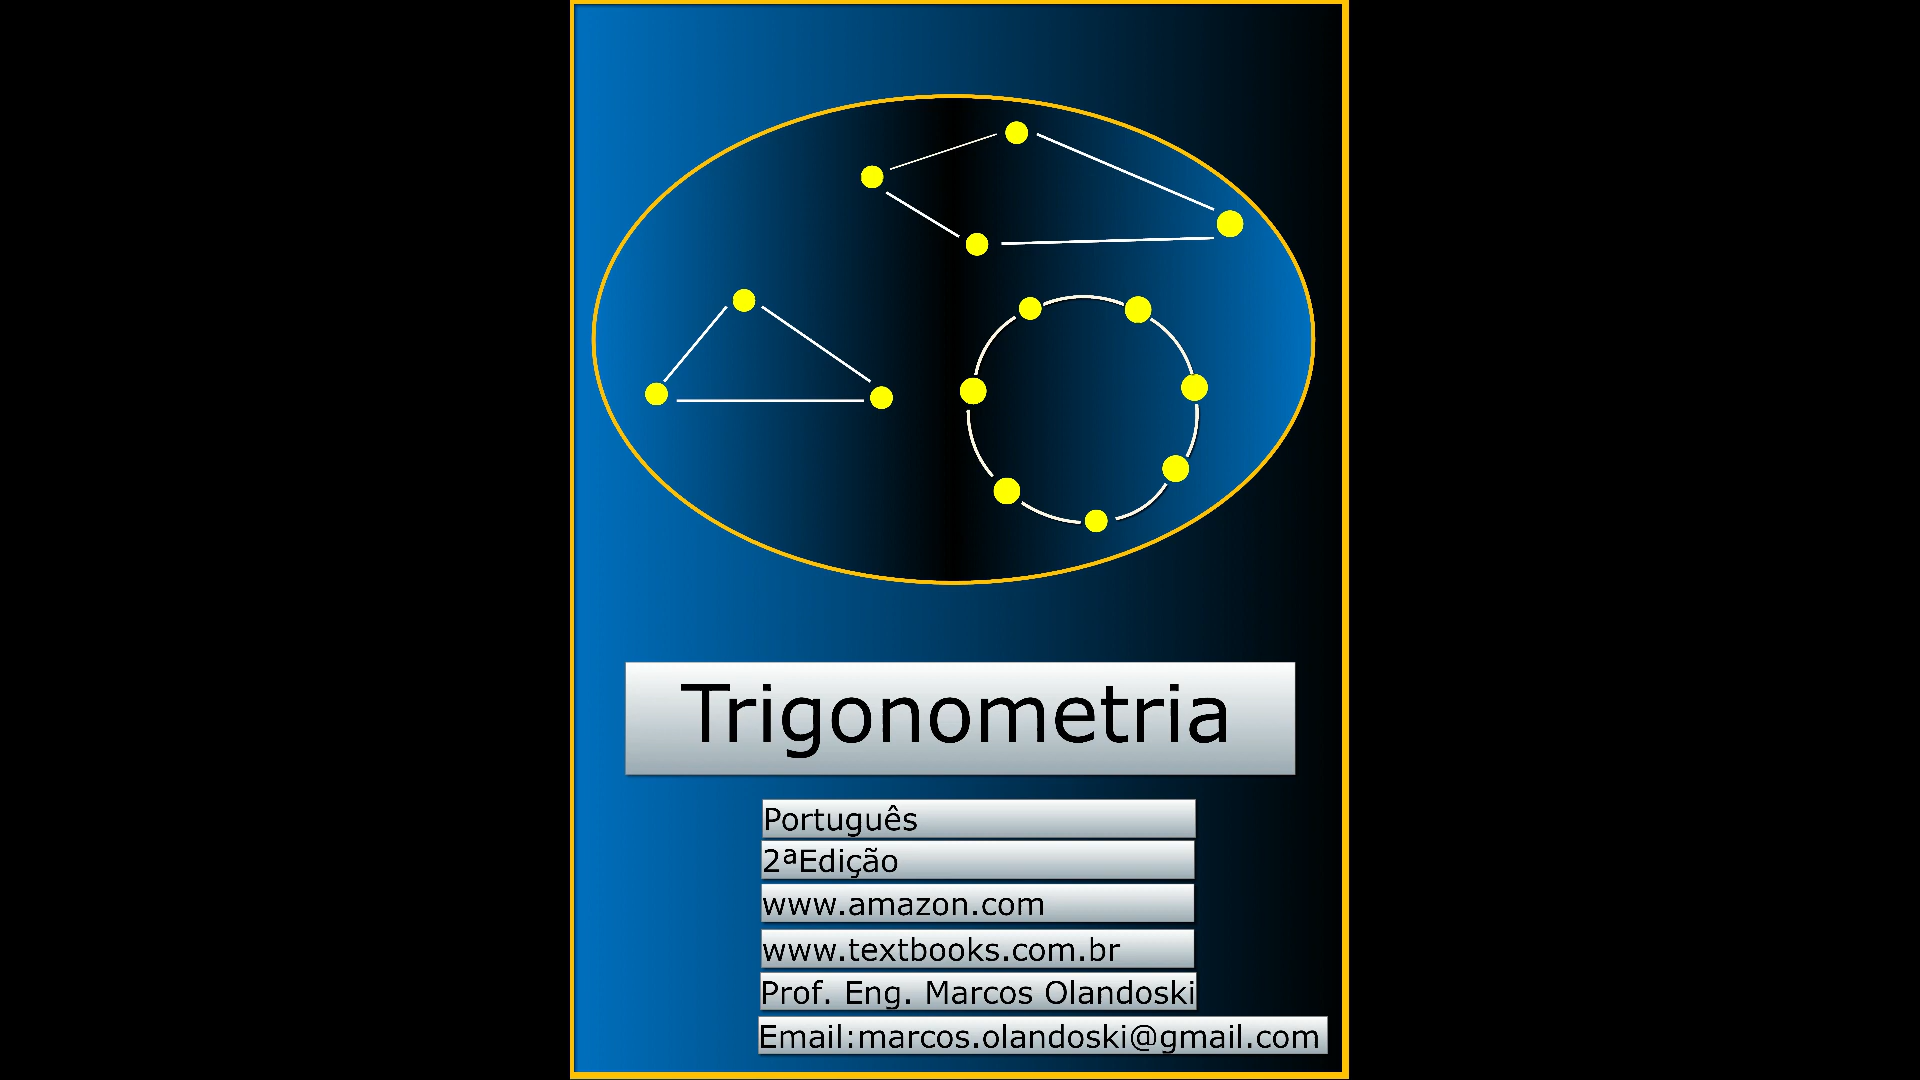 Trigonometria
Português
2ªEdição
www.amazon.com
www.textbooks.com.br
Prof. Eng. Marcos Olandoski
Email:marcos.olandoski@gmail.com